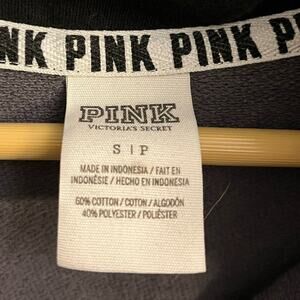 NK PINK PINK PINK P
PINK
VICTORIA'S SECRET
S | P
MADE IN INDONESIA / FAIT EN
INDONÉSIE / HECHO EN INDONESIA
60% COTTON / COTON / ALGODÓN
40% POLYESTER / POLIÉSTER